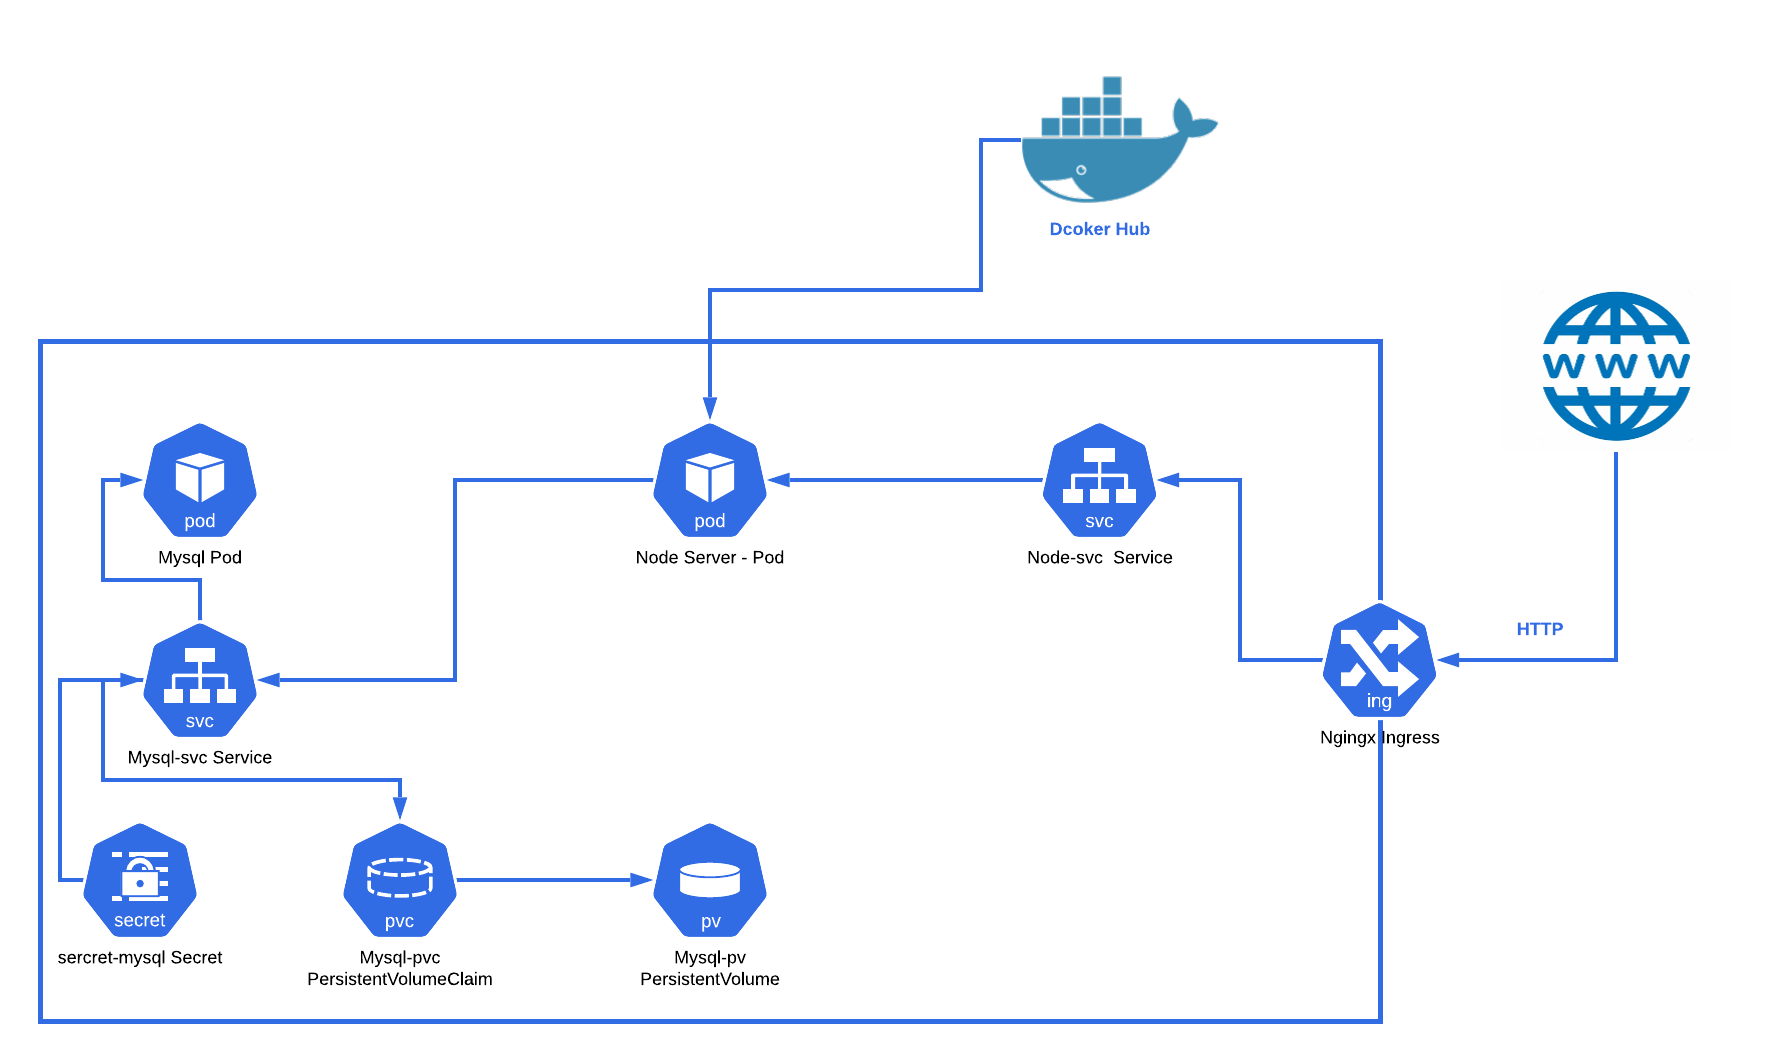 Dcoker Hub
WWW
pod
Mysql Pod
pod
Node Server - Pod
svc
Node-svc  Service
HTTP
ing
Ngingx Ingress
svc
Mysql-svc Service
secret
sercret-mysql Secret
pvc
Mysql-pvc
PersistentVolumeClaim
pv
Mysql-pv
PersistentVolume